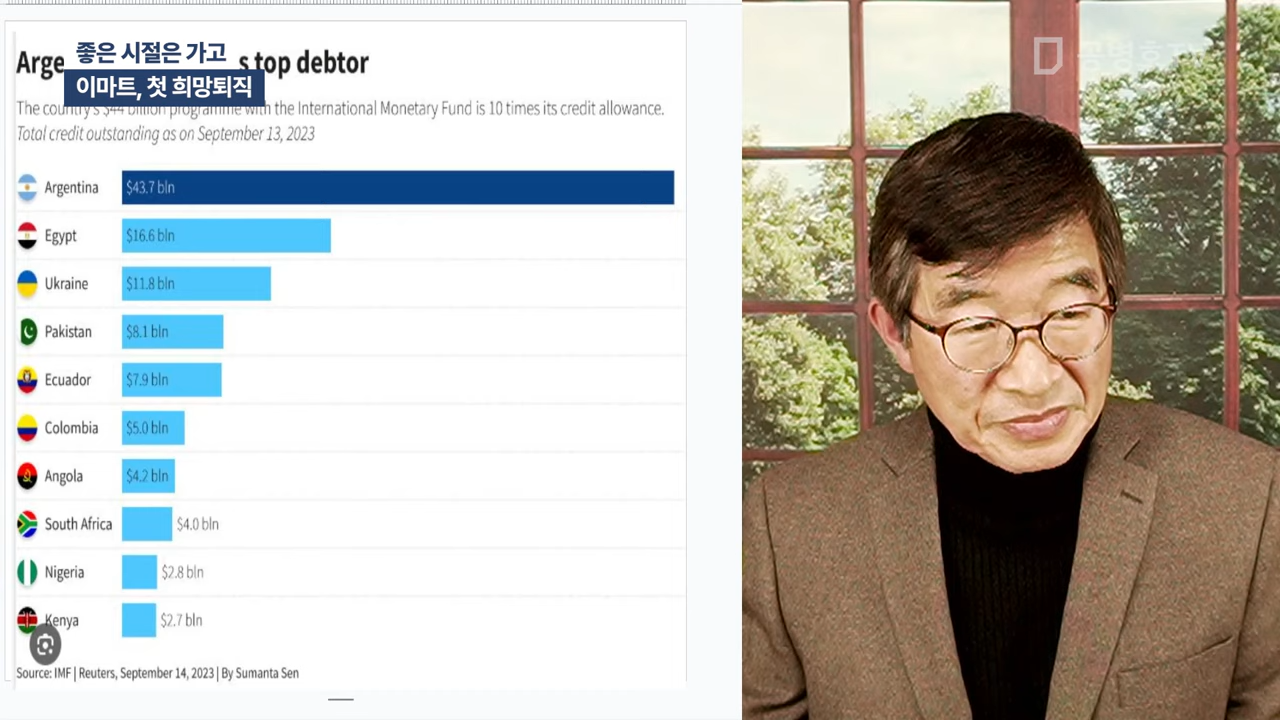 좋은 시절은 가고
Arge s top debtor
이마트, 첫 희망퇴직
The country's $44 billion programme with the International Monetary Fund is 10 times its credit allowance.
Total credit outstanding as on September 13, 2023
Argentina $43.7 bln
Egypt $16.6 bln
Ukraine $11.8 bln
Pakistan $8.1 bln
Ecuador $7.9 bln
Colombia $5.0 bln
Angola $4.2 bln
South Africa $4.0 bln
Nigeria $2.8 bln
Kenya $2.7 bln
Source: IMF | Reuters, September 14, 2023 | By Sumanta Sen